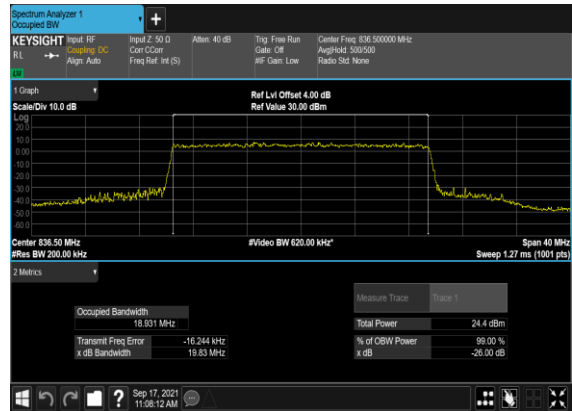 Spectrum Analyzer 1
Occupied BW
+
KEYSIGHT Input: RF Input Z: 50 Ω Atten: 40 dB Trig: Free Run Center Freq: 836.500000 MHz
RL Coupling: DC Corr CCorr Gate: Off Avg|Hold: 500/500
Align: Auto Freq Ref: Int (S) #IF Gain: Low Radio Std: None
LW
1 Graph
Scale/Div 10.0 dB
Ref Lvl Offset 4.00 dB
Ref Value 30.00 dBm
Log
20.0
10.0
0.00
-10.0
-20.0
-30.0
-40.0
-50.0
-60.0
Center 836.50 MHz #Video BW 620.00 kHz* Span 40 MHz
#Res BW 200.00 kHz Sweep 1.27 ms (1001 pts)
2 Metrics
Measure Trace Trace 1
Occupied Bandwidth
18.931 MHz Total Power 24.4 dBm
Transmit Freq Error -16.244 kHz % of OBW Power 99.00 %
x dB Bandwidth 19.83 MHz x dB -26.00 dB
? Sep 17, 2021
11:08:12 AM